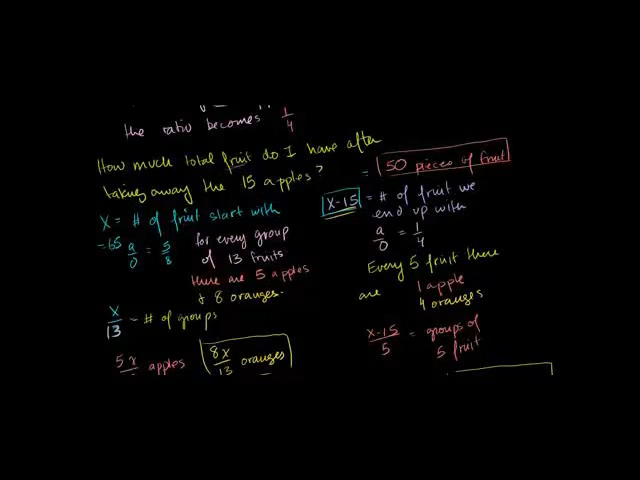 the ratio becomes 1/4
How much total fruit do I have after
taking away the 15 apples?
X = # of fruit start with
= 65
a/o = 5/8
for every group
of 13 fruits
there are 5 apples
+ 8 oranges.
X/13 - # of groups
5x/ apples
8x/13 oranges
= 50 pieces of fruit
X-15 = # of fruit we
end up with
a/o = 1/4
Every 5 fruit there
are 1 apple
4 oranges
x-15/5 = groups of
5 fruit